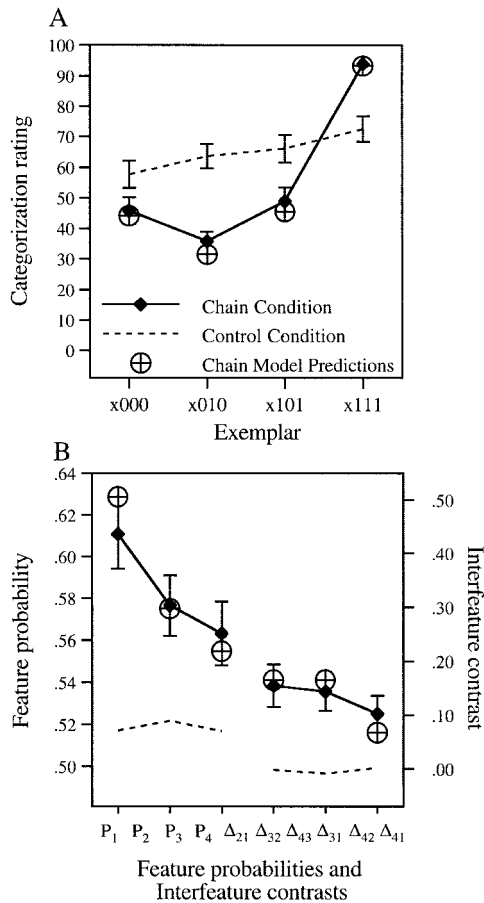 A
100
90
80
70
60
50
40
30
20
10
0
Categorization rating
Chain Condition
Control Condition
Chain Model Predictions
x000 x010 x101 x111
Exemplar
B
.64
.62
.60
.58
.56
.54
.52
.50
Feature probability
.50
.40
.30
.20
.10
.00
Interfeature contrast
P₁ P₂ P₃ P₄ Δ₂₁ Δ₃₂ Δ₄₃ Δ₃₁ Δ₄₂ Δ₄₁
Feature probabilities and
Interfeature contrasts